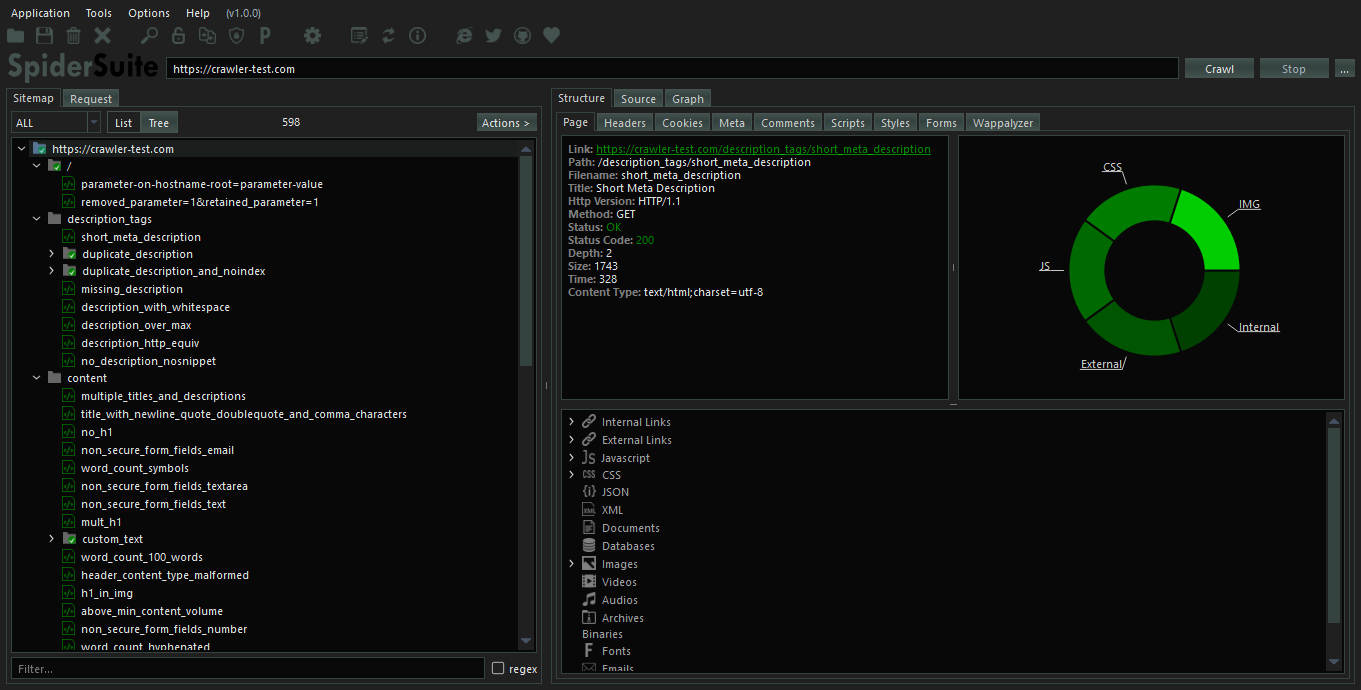 Application Tools Options Help (v1.0.0)
P
SpiderSuite https://crawler-test.com Crawl Stop ...
Sitemap Request
ALL List Tree 598 Actions >
https://crawler-test.com
/
parameter-on-hostname-root=parameter-value
removed_parameter=1&retained_parameter=1
description_tags
short_meta_description
duplicate_description
duplicate_description_and_noindex
missing_description
description_with_whitespace
description_over_max
description_http_equiv
no_description_nosnippet
content
multiple_titles_and_descriptions
title_with_newline_quote_doublequote_and_comma_characters
no_h1
non_secure_form_fields_email
word_count_symbols
non_secure_form_fields_textarea
non_secure_form_fields_text
mult_h1
custom_text
word_count_100_words
header_content_type_malformed
h1_in_img
above_min_content_volume
non_secure_form_fields_number
word_count_hyphenated
Filter... regex
Structure Source Graph
Page Headers Cookies Meta Comments Scripts Styles Forms Wappalyzer
Link: https://crawler-test.com/description_tags/short_meta_description
Path: /description_tags/short_meta_description
Filename: short_meta_description
Title: Short Meta Description
Http Version: HTTP/1.1
Method: GET
Status: OK
Status Code: 200
Depth: 2
Size: 1743
Time: 328
Content Type: text/html;charset=utf-8
CSS
IMG
JS
Internal
External
Internal Links
External Links
JS Javascript
CSS CSS
{i} JSON
XML XML
Documents
Databases
Images
Videos
Audios
Archives
Binaries
F Fonts
Emails